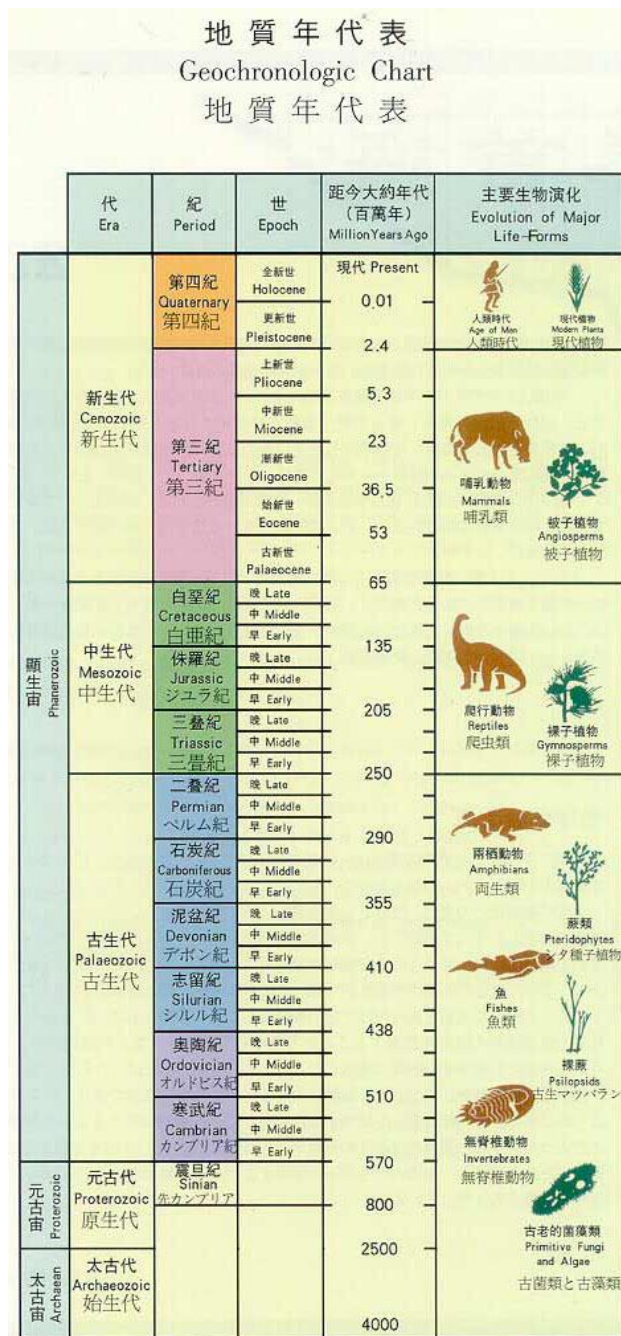 地質年代表
Geochronologic Chart
地質年代表
代
Era
紀
Period
世
Epoch
距今大約年代
(百萬年)
Million Years Ago
主要生物演化
Evolution of Major
Life-Forms
顯生宙
Phanerozoic
新生代
Cenozoic
新生代
第四紀
Quaternary
第四紀
全新世
Holocene
更新世
Pleistocene
現代 Present
0.01
2.4
人類時代
Age of Man
人類時代
現代植物
Modern Plants
現代植物
第三紀
Tertiary
第三紀
上新世
Pliocene
中新世
Miocene
漸新世
Oligocene
始新世
Eocene
古新世
Palaeocene
5.3
23
36.5
53
65
哺乳動物
Mammals
哺乳類
被子植物
Angiosperms
被子植物
中生代
Mesozoic
中生代
白堊紀
Cretaceous
白亜紀
晚 Late
中 Middle
早 Early
135
侏羅紀
Jurassic
ジュラ紀
晚 Late
中 Middle
早 Early
205
三叠紀
Triassic
三畳紀
晚 Late
中 Middle
早 Early
250
爬行動物
Reptiles
爬虫類
裸子植物
Gymnosperms
裸子植物
古生代
Palaeozoic
古生代
二叠紀
Permian
ペルム紀
晚 Late
中 Middle
早 Early
290
石炭紀
Carboniferous
石炭紀
晚 Late
中 Middle
早 Early
355
泥盆紀
Devonian
デボン紀
晚 Late
中 Middle
早 Early
410
志留紀
Silurian
シルル紀
晚 Late
中 Middle
早 Early
438
奧陶紀
Ordovician
オルドビス紀
晚 Late
中 Middle
早 Early
510
寒武紀
Cambrian
カンブリア紀
晚 Late
中 Middle
早 Early
570
兩栖動物
Amphibians
両生類
蕨類
Pteridophytes
シタ種子植物
魚
Fishes
魚類
裸蕨
Psilopsids
古生マツバラン
無脊椎動物
Invertebrates
無脊椎動物
元古宙
Proterozoic
元古代
Proterozoic
原生代
震旦紀
Sinian
先カンブリア
800
2500
古老的菌藻類
Primitive Fungi
and Algae
古菌類と古藻類
太古宙
Archaean
太古代
Archaeozoic
始生代
4000